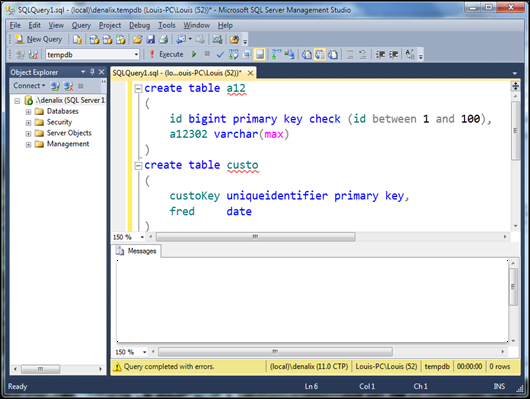 SQLQuery1.sql - (local)\denalix.tempdb (Louis-PC\Louis (52))* - Microsoft SQL Server Management Studio
File Edit View Query Project Debug Tools Window Help
New Query
tempdb Execute
Object Explorer
Connect
.\denalix (SQL Server 1
Databases
Security
Server Objects
Management
SQLQuery1.sql - (lo...ouis-PC\Louis (52))*
create table a12
(
id bigint primary key check (id between 1 and 100),
a12302 varchar(max)
)
create table custo
(
custoKey uniqueidentifier primary key,
fred date
)
150 %
Messages
150 %
Query completed with errors. (local)\denalix (11.0 CTP) Louis-PC\Louis (52) tempdb 00:00:00 0 rows
Ready Ln 6 Col 1 Ch 1 INS